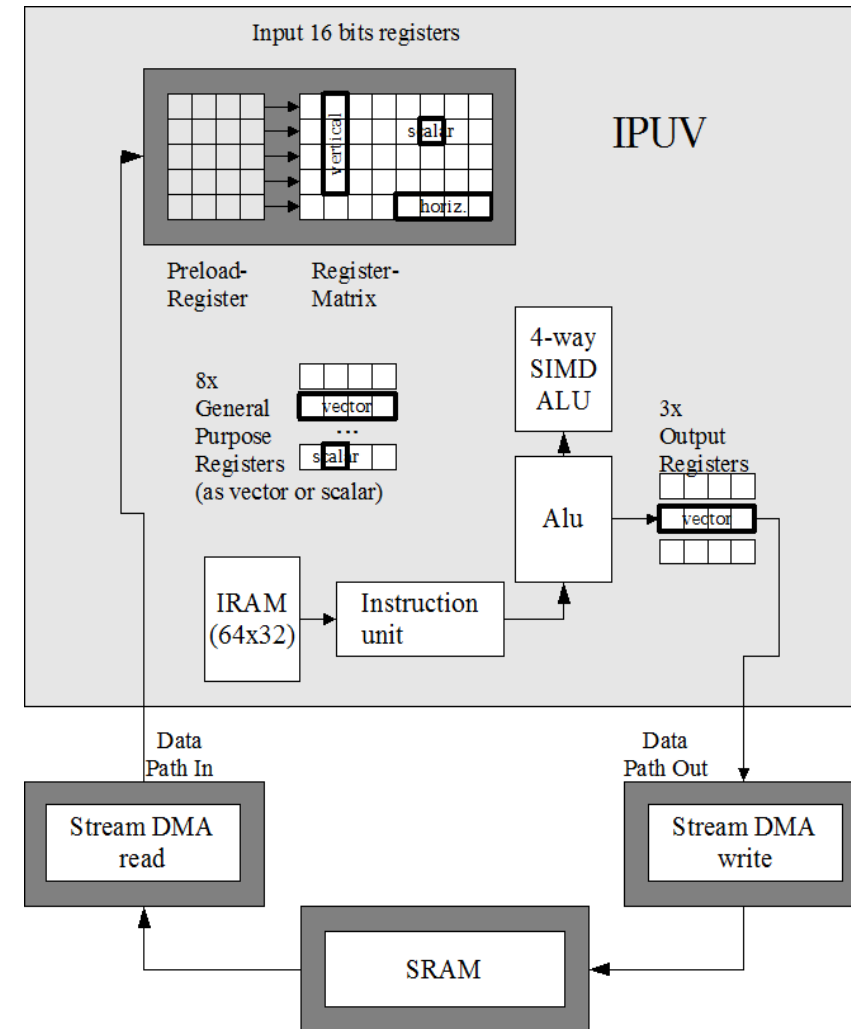 Input 16 bits registers
IPUV
vertical
scalar
horiz.
Preload-
Register
Register-
Matrix
8x
General
Purpose
Registers
(as vector or scalar)
vector
...
scalar
4-way
SIMD
ALU
3x
Output
Registers
vector
Alu
IRAM
(64x32)
Instruction
unit
Data
Path In
Data
Path Out
Stream DMA
read
Stream DMA
write
SRAM